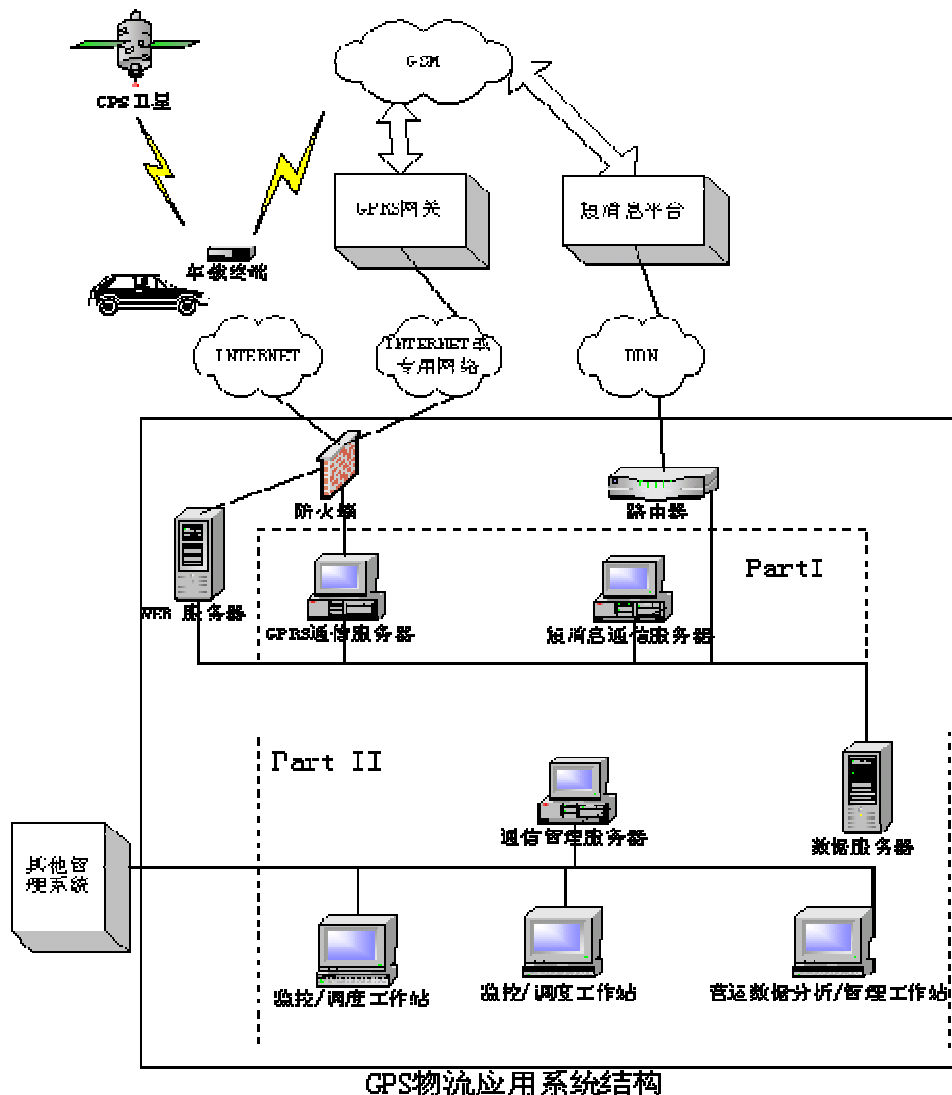 GSM
GPS卫星
GPRS网关
短消息平台
车载终端
INTERNET
INTERNET或
专用网络
DDN
防火墙
路由器
PartI
WEB 服务器
GPRS通信服务器
短消息通信服务器
Part II
通信管理服务器
数据服务器
其他管
理系统
监控/调度工作站
监控/调度工作站
营运数据分析/管理工作站
GPS物流应用系统结构